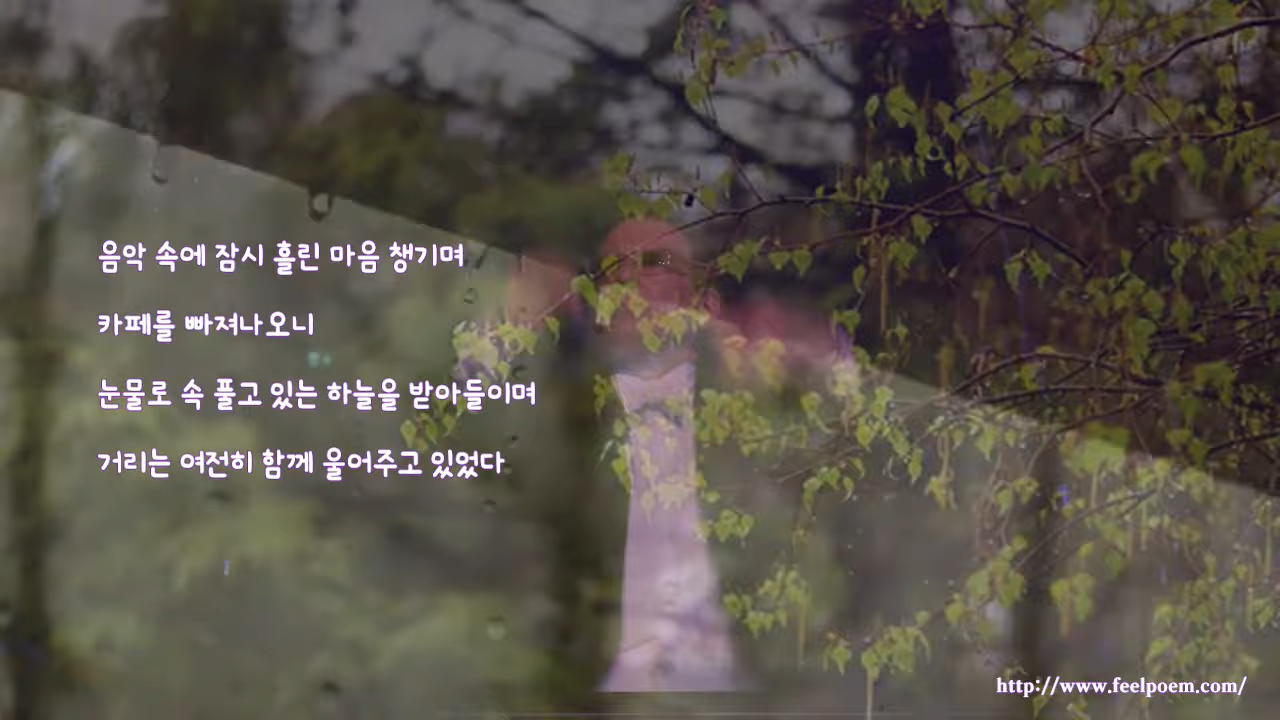 음악 속에 잠시 흘린 마음 챙기며
카페를 빠져나오니
눈물로 속 풀고 있는 하늘을 받아들이며
거리는 여전히 함께 울어주고 있었다
http://www.feelpoem.com/